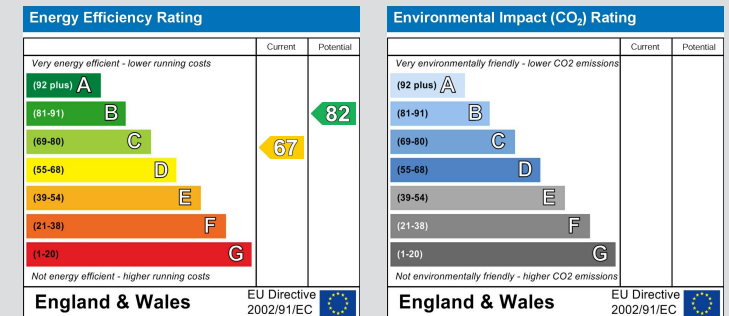 Energy Efficiency Rating
Current Potential
Very energy efficient - lower running costs
(92 plus) A
(81-91) B
82
(69-80) C
67
(55-68) D
(39-54) E
(21-38) F
(1-20) G
Not energy efficient - higher running costs
England & Wales
EU Directive
2002/91/EC
Environmental Impact (CO₂) Rating
Current Potential
Very environmentally friendly - lower CO2 emissions
(92 plus) A
(81-91) B
(69-80) C
(55-68) D
(39-54) E
(21-38) F
(1-20) G
Not environmentally friendly - higher CO2 emissions
England & Wales
EU Directive
2002/91/EC